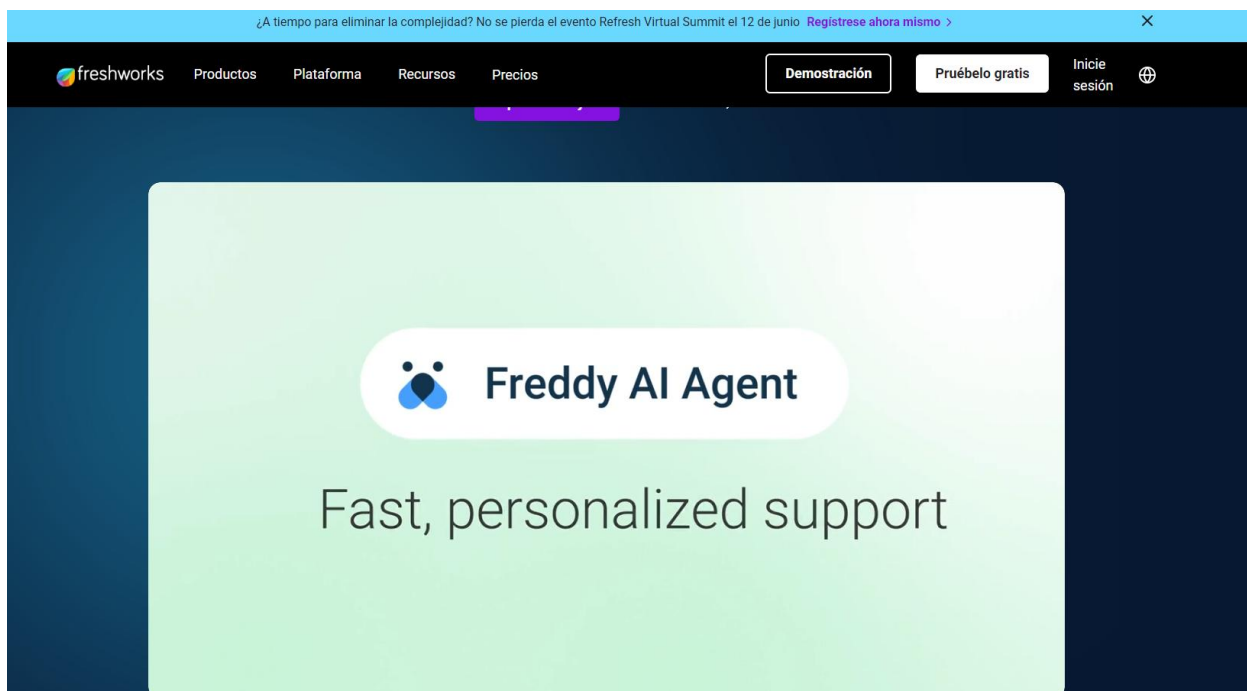 ¿A tiempo para eliminar la complejidad? No se pierda el evento Refresh Virtual Summit el 12 de junio Regístrese ahora mismo >
freshworks Productos Plataforma Recursos Precios Demostración Pruébelo gratis Inicie
sesión
Freddy AI Agent
Fast, personalized support